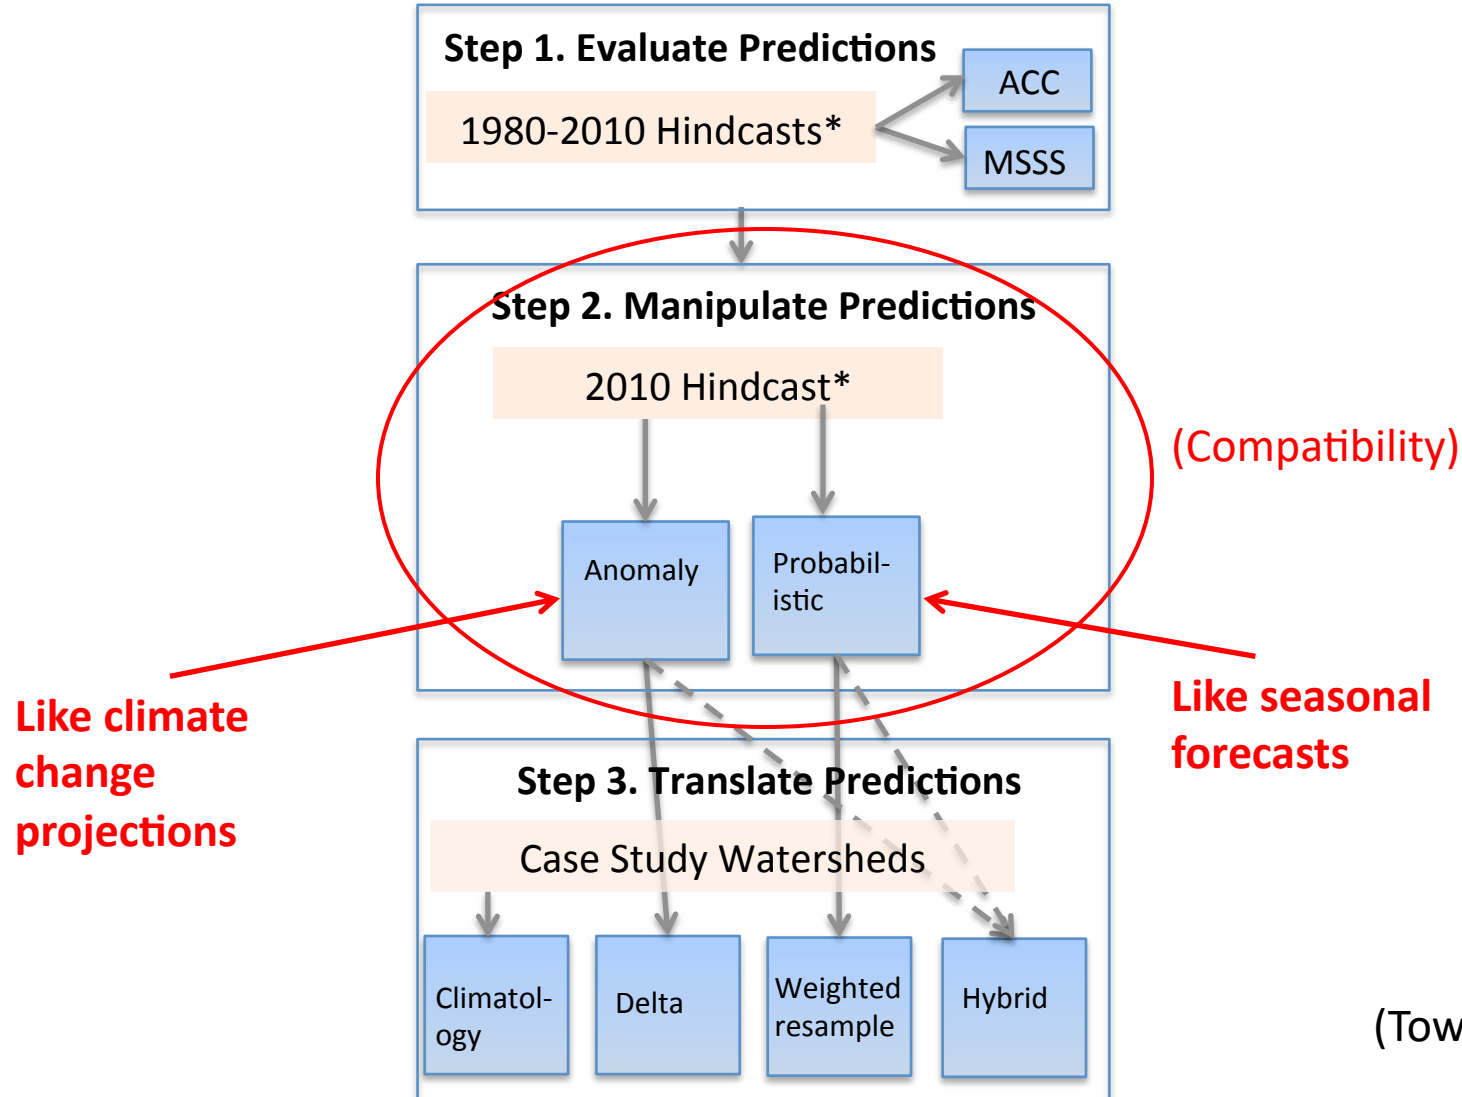 Step 1. Evaluate Predictions
1980-2010 Hindcasts*
ACC
MSSS
Step 2. Manipulate Predictions
2010 Hindcast*
(Compatibility)
Anomaly
Probabil-
istic
Like climate
change
projections
Like seasonal
forecasts
Step 3. Translate Predictions
Case Study Watersheds
Climatol-
ogy
Delta
Weighted
resample
Hybrid
(Tow